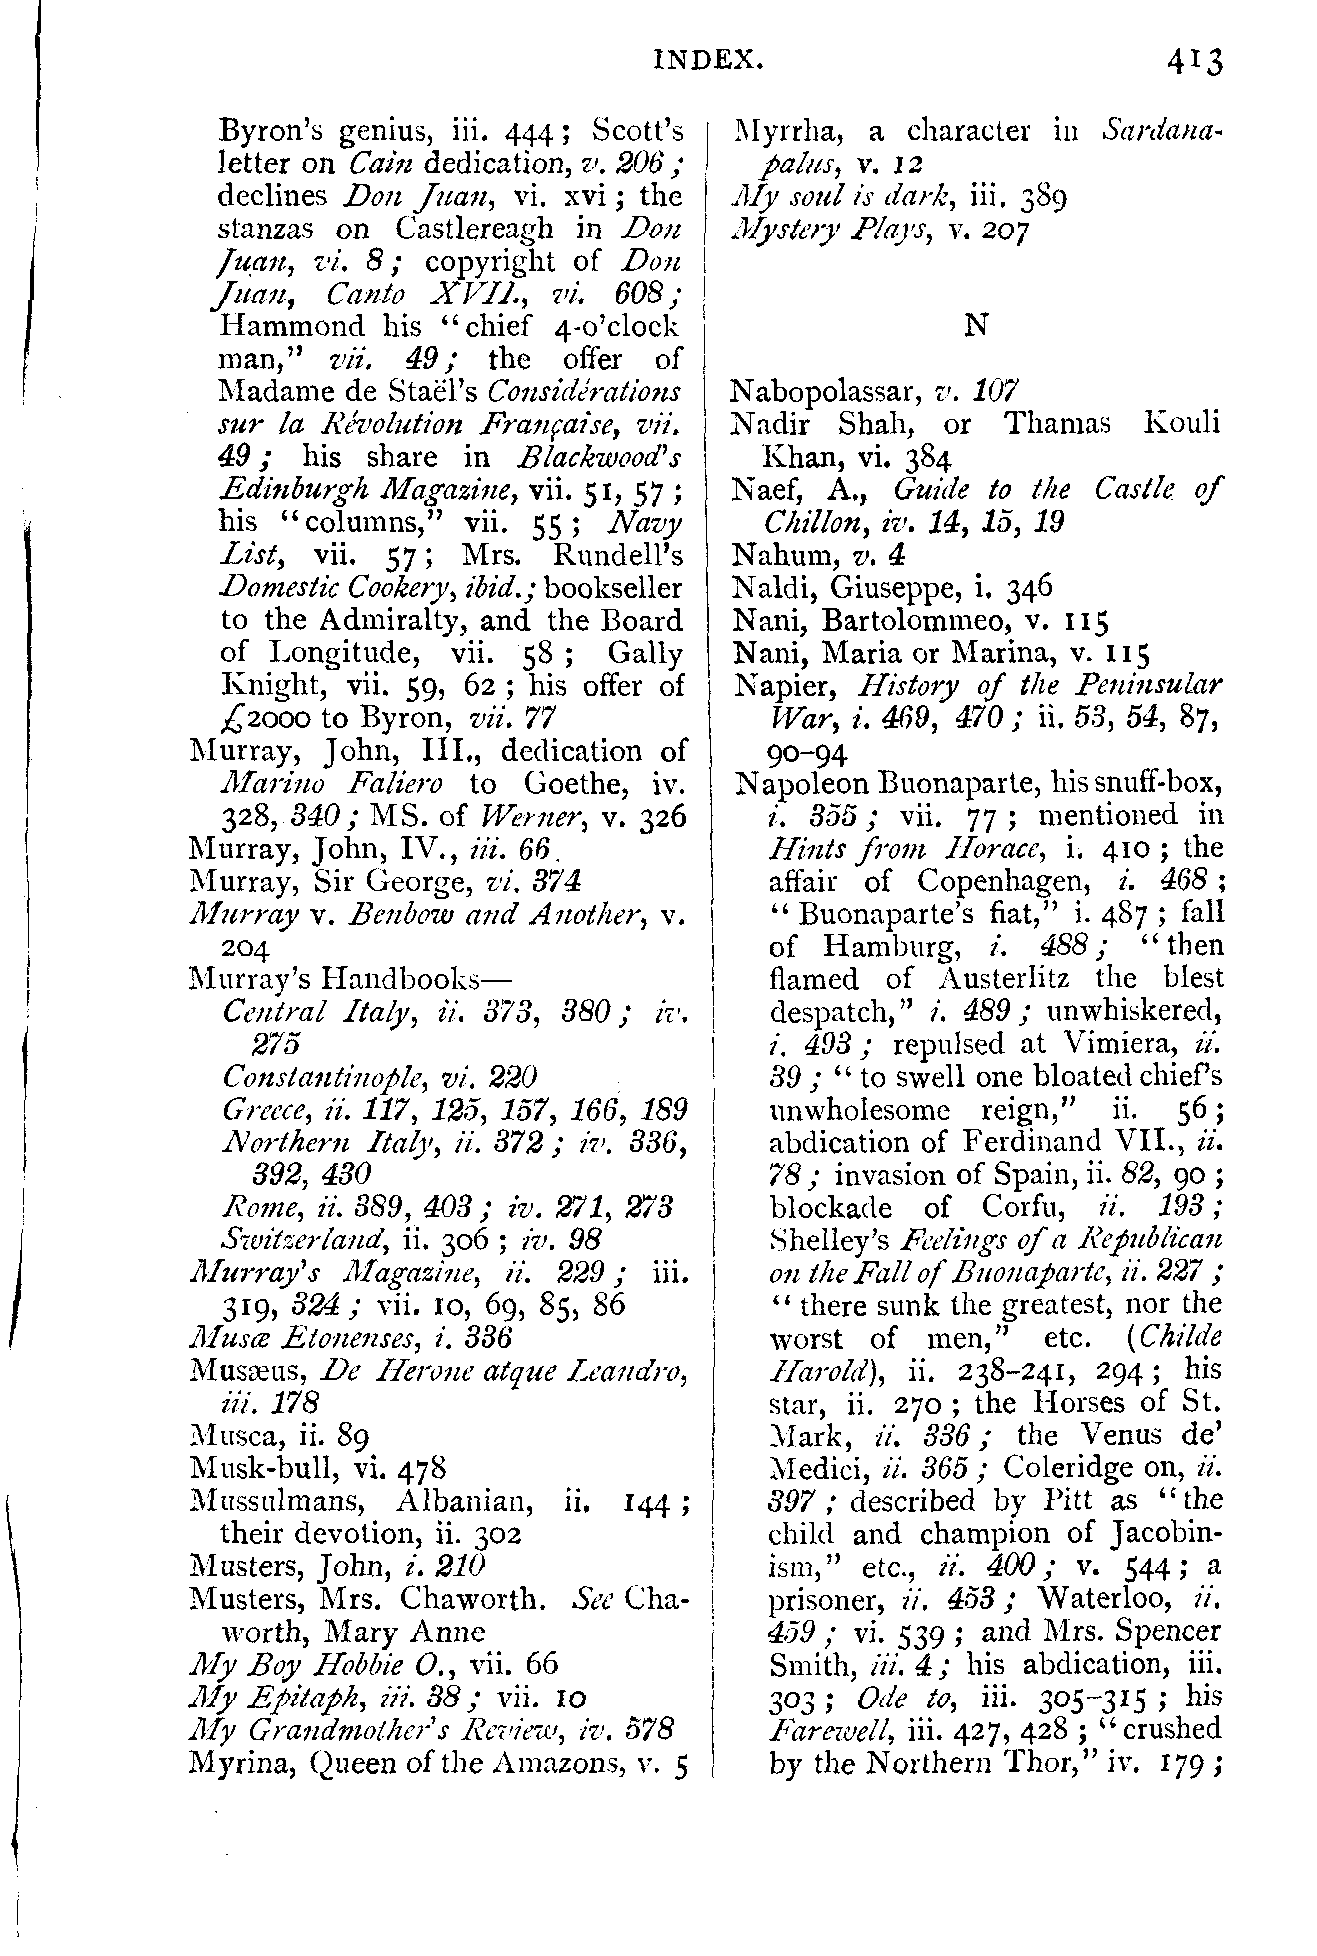 INDEX. 413
Byron's genius, iii. 444; Scott's
letter on Cain dedication, v. 206;
declines Don Juan, vi. xvi; the
stanzas on Castlereagh in Don
Juan, vi. 8; copyright of Don
Juan, Canto XVII., vi. 608;
Hammond his "chief 4-o'clock
man," vii. 49; the offer of
Madame de Staël's Considérations
sur la Révolution Française, vii.
49; his share in Blackwood's
Edinburgh Magazine, vii. 51, 57;
his "columns," vii. 55; Navy
List, vii. 57; Mrs. Rundell's
Domestic Cookery, ibid.; bookseller
to the Admiralty, and the Board
of Longitude, vii. 58; Gally
Knight, vii. 59, 62; his offer of
£2000 to Byron, vii. 77
Murray, John, III., dedication of
Marino Faliero to Goethe, iv.
328, 340; MS. of Werner, v. 326
Murray, John, IV., iii. 66.
Murray, Sir George, vi. 374
Murray v. Benbow and Another, v.
204
Murray's Handbooks—
Central Italy, ii. 373, 380; iv.
275
Constantinople, vi. 220
Greece, ii. 117, 125, 157, 166, 189
Northern Italy, ii. 372; iv. 336,
392, 430
Rome, ii. 389, 403; iv. 271, 273
Switzerland, ii. 306; iv. 98
Murray's Magazine, ii. 229; iii.
319, 324; vii. 10, 69, 85, 86
Musæ Etonenses, i. 336
Musæus, De Herone atque Leandro,
iii. 178
Musca, ii. 89
Musk-bull, vi. 478
Mussulmans, Albanian, ii. 144;
their devotion, ii. 302
Musters, John, i. 210
Musters, Mrs. Chaworth. See Cha-
worth, Mary Anne
My Boy Hobbie O., vii. 66
My Epitaph, iii. 38; vii. 10
My Grandmother's Review, iv. 578
Myrina, Queen of the Amazons, v. 5
Myrrha, a character in Sardana-
palus, v. 12
My soul is dark, iii. 389
Mystery Plays, v. 207
N
Nabopolassar, v. 107
Nadir Shah, or Thamas Kouli
Khan, vi. 384
Naef, A., Guide to the Castle of
Chillon, iv. 14, 15, 19
Nahum, v. 4
Naldi, Giuseppe, i. 346
Nani, Bartolommeo, v. 115
Nani, Maria or Marina, v. 115
Napier, History of the Peninsular
War, i. 469, 470; ii. 53, 54, 87,
90-94
Napoleon Buonaparte, his snuff-box,
i. 355; vii. 77; mentioned in
Hints from Horace, i. 410; the
affair of Copenhagen, i. 468;
"Buonaparte's fiat," i. 487; fall
of Hamburg, i. 488; "then
flamed of Austerlitz the blest
despatch," i. 489; unwhiskered,
i. 493; repulsed at Vimiera, ii.
39; "to swell one bloated chief's
unwholesome reign," ii. 56;
abdication of Ferdinand VII., ii.
78; invasion of Spain, ii. 82, 90;
blockade of Corfu, ii. 193;
Shelley's Feelings of a Republican
on the Fall of Buonaparte, ii. 227;
"there sunk the greatest, nor the
worst of men," etc. (Childe
Harold), ii. 238-241, 294; his
star, ii. 270; the Horses of St.
Mark, ii. 336; the Venus de'
Medici, ii. 365; Coleridge on, ii.
397; described by Pitt as "the
child and champion of Jacobin-
ism," etc., ii. 400; v. 544; a
prisoner, ii. 453; Waterloo, ii.
459; vi. 539; and Mrs. Spencer
Smith, iii. 4; his abdication, iii.
303; Ode to, iii. 305-315; his
Farewell, iii. 427, 428; "crushed
by the Northern Thor," iv. 179;